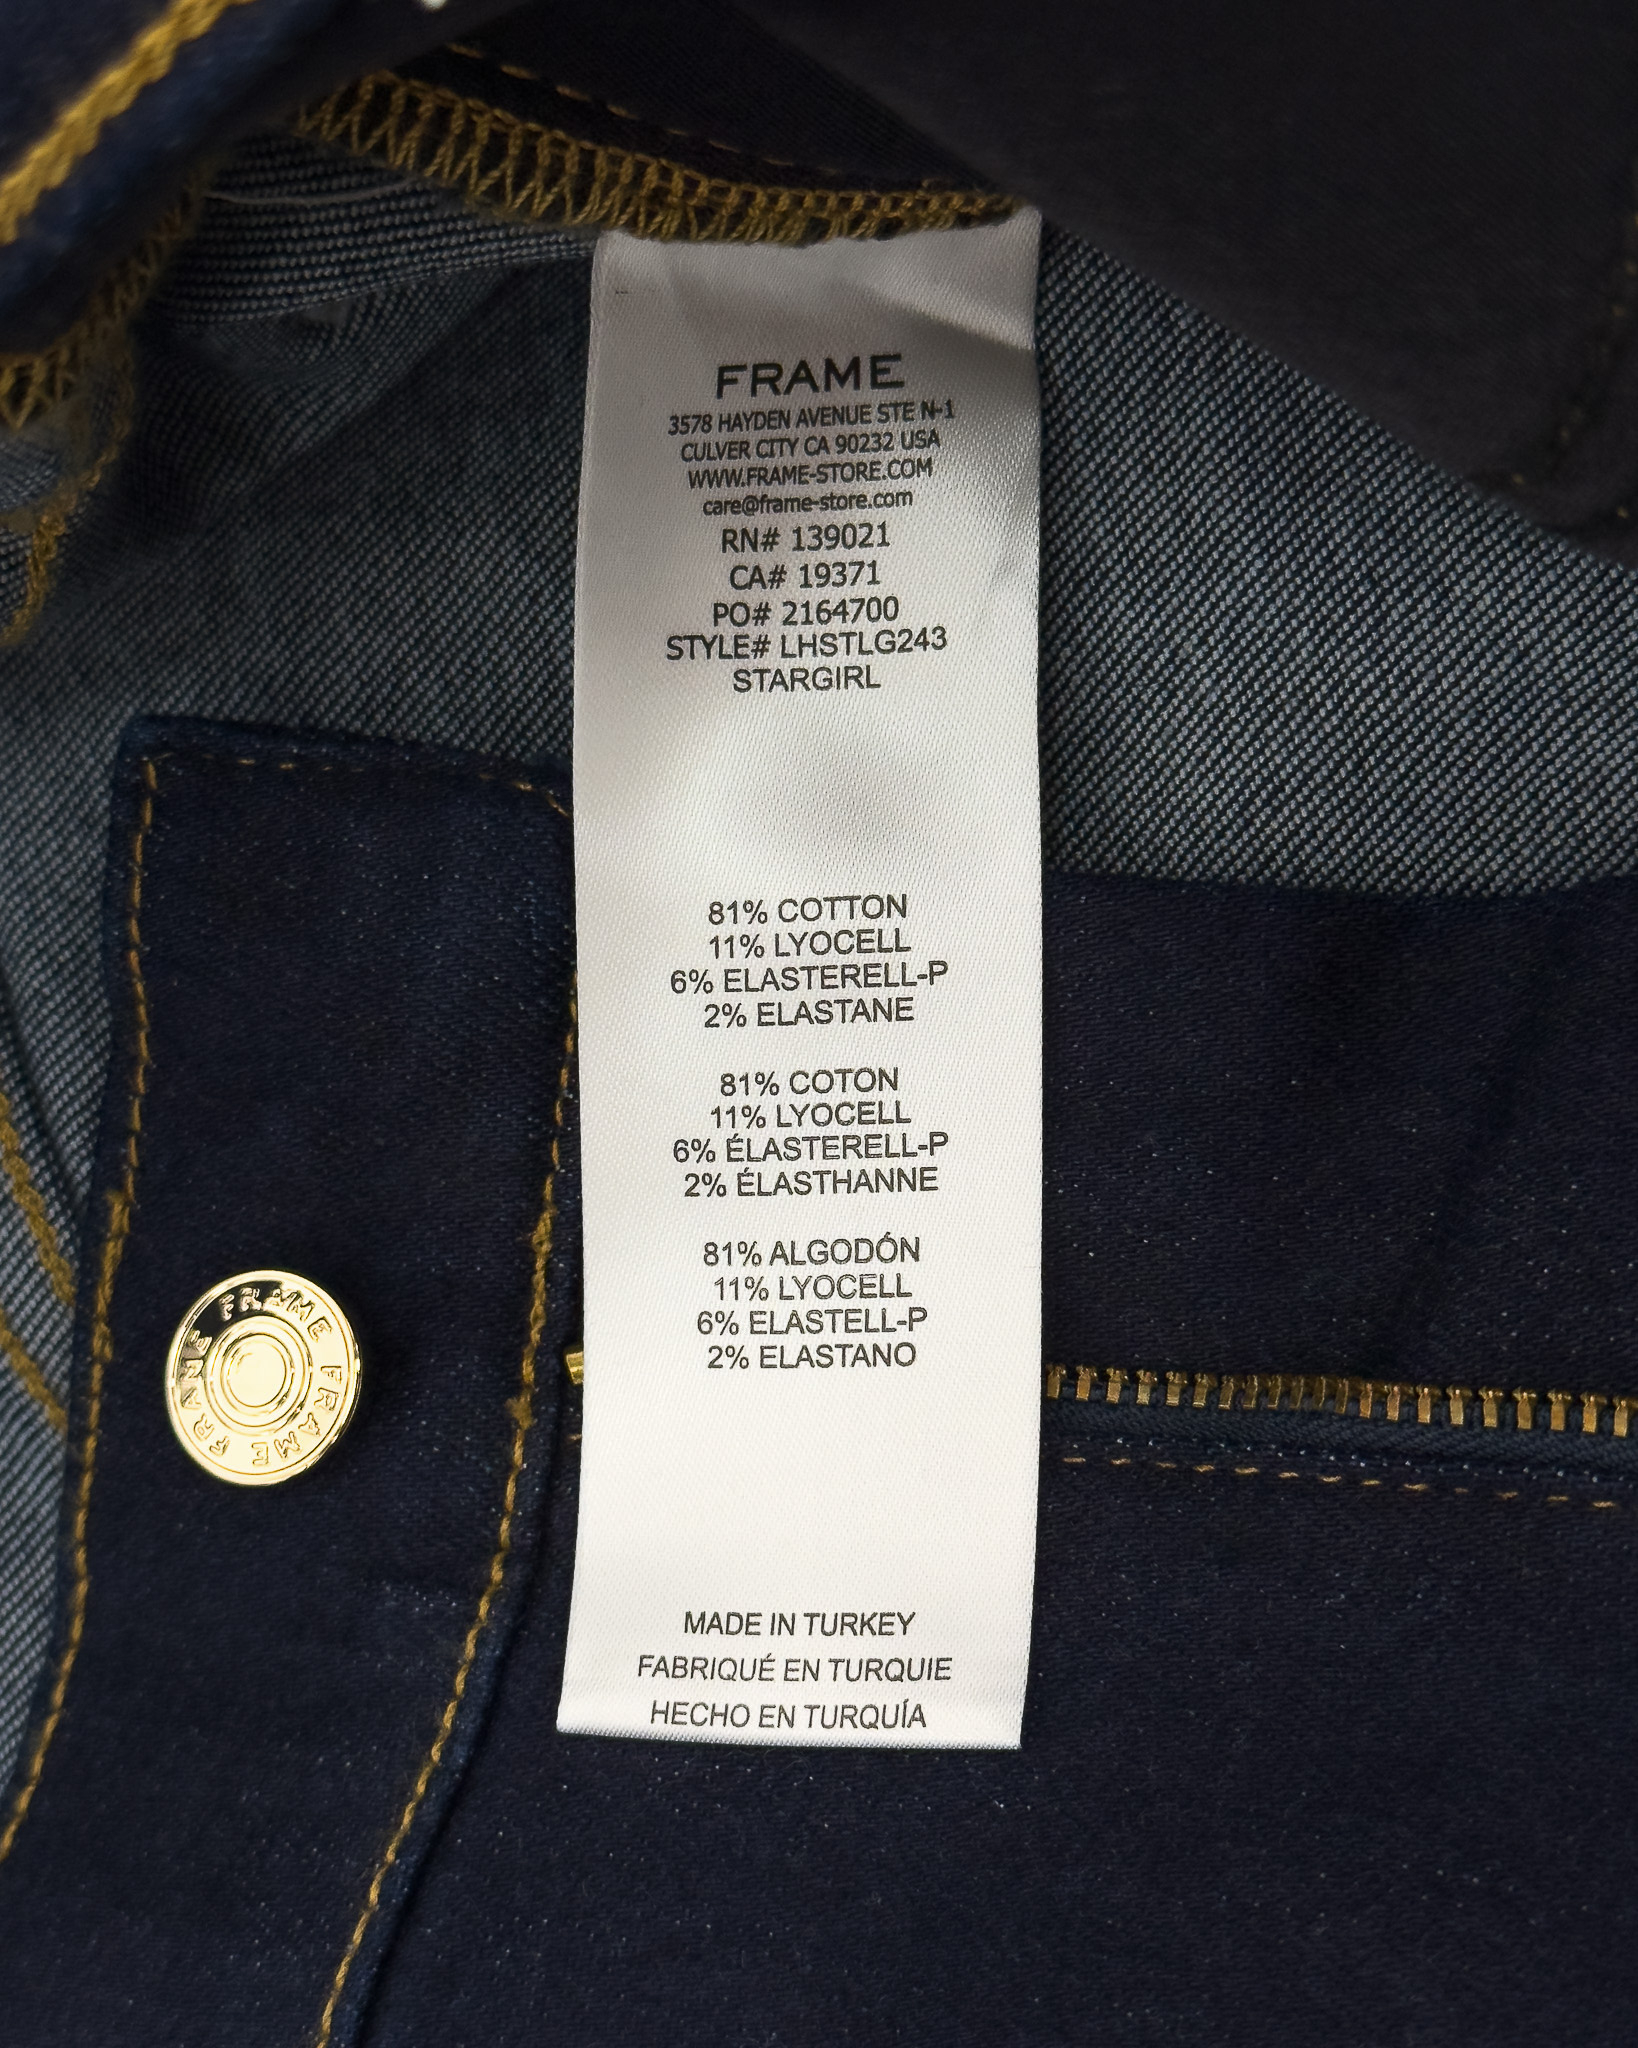 FRAME
3578 HAYDEN AVENUE STE N-1
CULVER CITY CA 90232 USA
WWW.FRAME-STORE.COM
care@frame-store.com
RN# 139021
CA# 19371
PO# 2164700
STYLE# LHSTLG243
STARGIRL
81% COTTON
11% LYOCELL
6% ELASTERELL-P
2% ELASTANE
81% COTON
11% LYOCELL
6% ÉLASTERELL-P
2% ÉLASTHANNE
81% ALGODÓN
11% LYOCELL
6% ELASTELL-P
2% ELASTANO
MADE IN TURKEY
FABRIQUÉ EN TURQUIE
HECHO EN TURQUÍA
FRAME FRAME FRAME FRAME